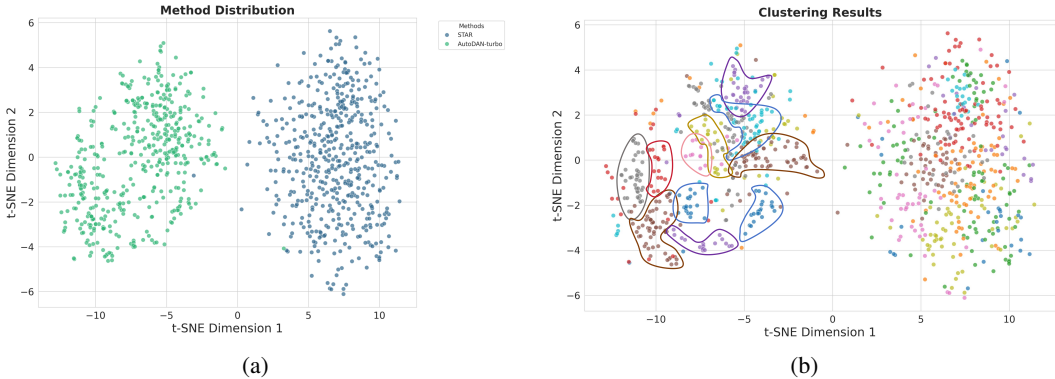 Method Distribution
Methods
STAR
AutoDAN-turbo
t-SNE Dimension 2
6
4
2
0
−2
−4
−6
−10
−5
0
5
10
t-SNE Dimension 1
(a)
Clustering Results
t-SNE Dimension 2
6
4
2
0
−2
−4
−6
−10
−5
0
5
10
t-SNE Dimension 1
(b)